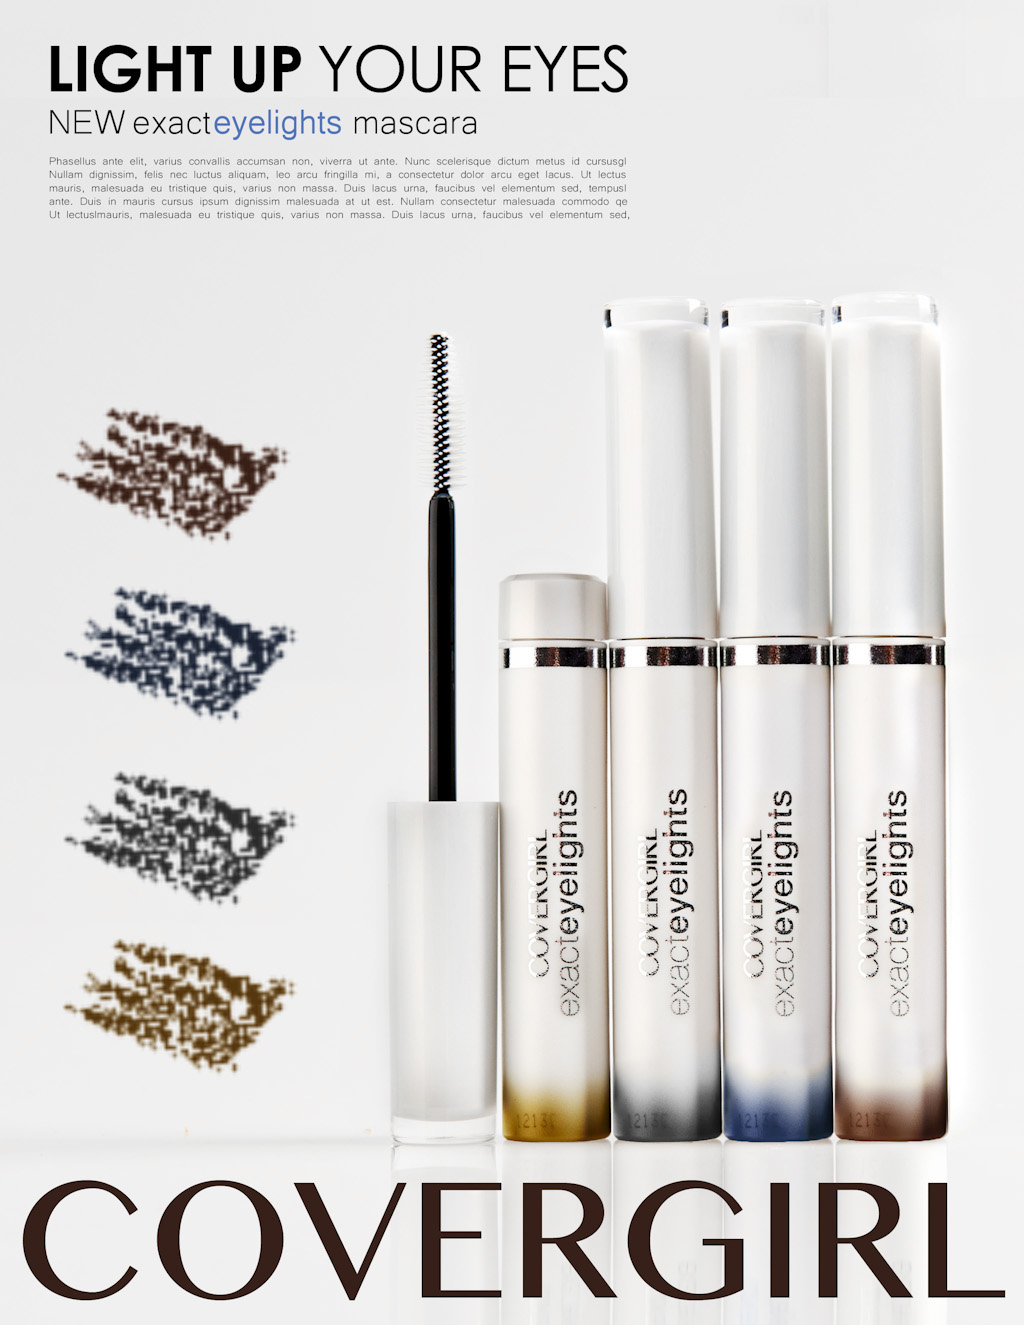 LIGHT UP YOUR EYES
NEW exacteyelights mascara
Phasellus ante elit, varius convallis accumsan non, viverra ut ante. Nunc scelerisque dictum metus id cursusgl
Nullam dignissim, felis nec luctus aliquam, leo arcu fringilla mi, a consectetur dolor arcu eget lacus. Ut lectus
mauris, malesuada eu tristique quis, varius non massa. Duis lacus urna, faucibus vel elementum sed, tempusl
ante. Duis in mauris cursus ipsum dignissim malesuada at ut est. Nullam consectetur malesuada commodo qe
Ut lectuslmauris, malesuada eu tristique quis, varius non massa. Duis lacus urna, faucibus vel elementum sed,
COVERGIRL
exacteyelights
COVERGIRL
exacteyelights
COVERGIRL
exacteyelights
COVERGIRL
exacteyelights
COVERGIRL